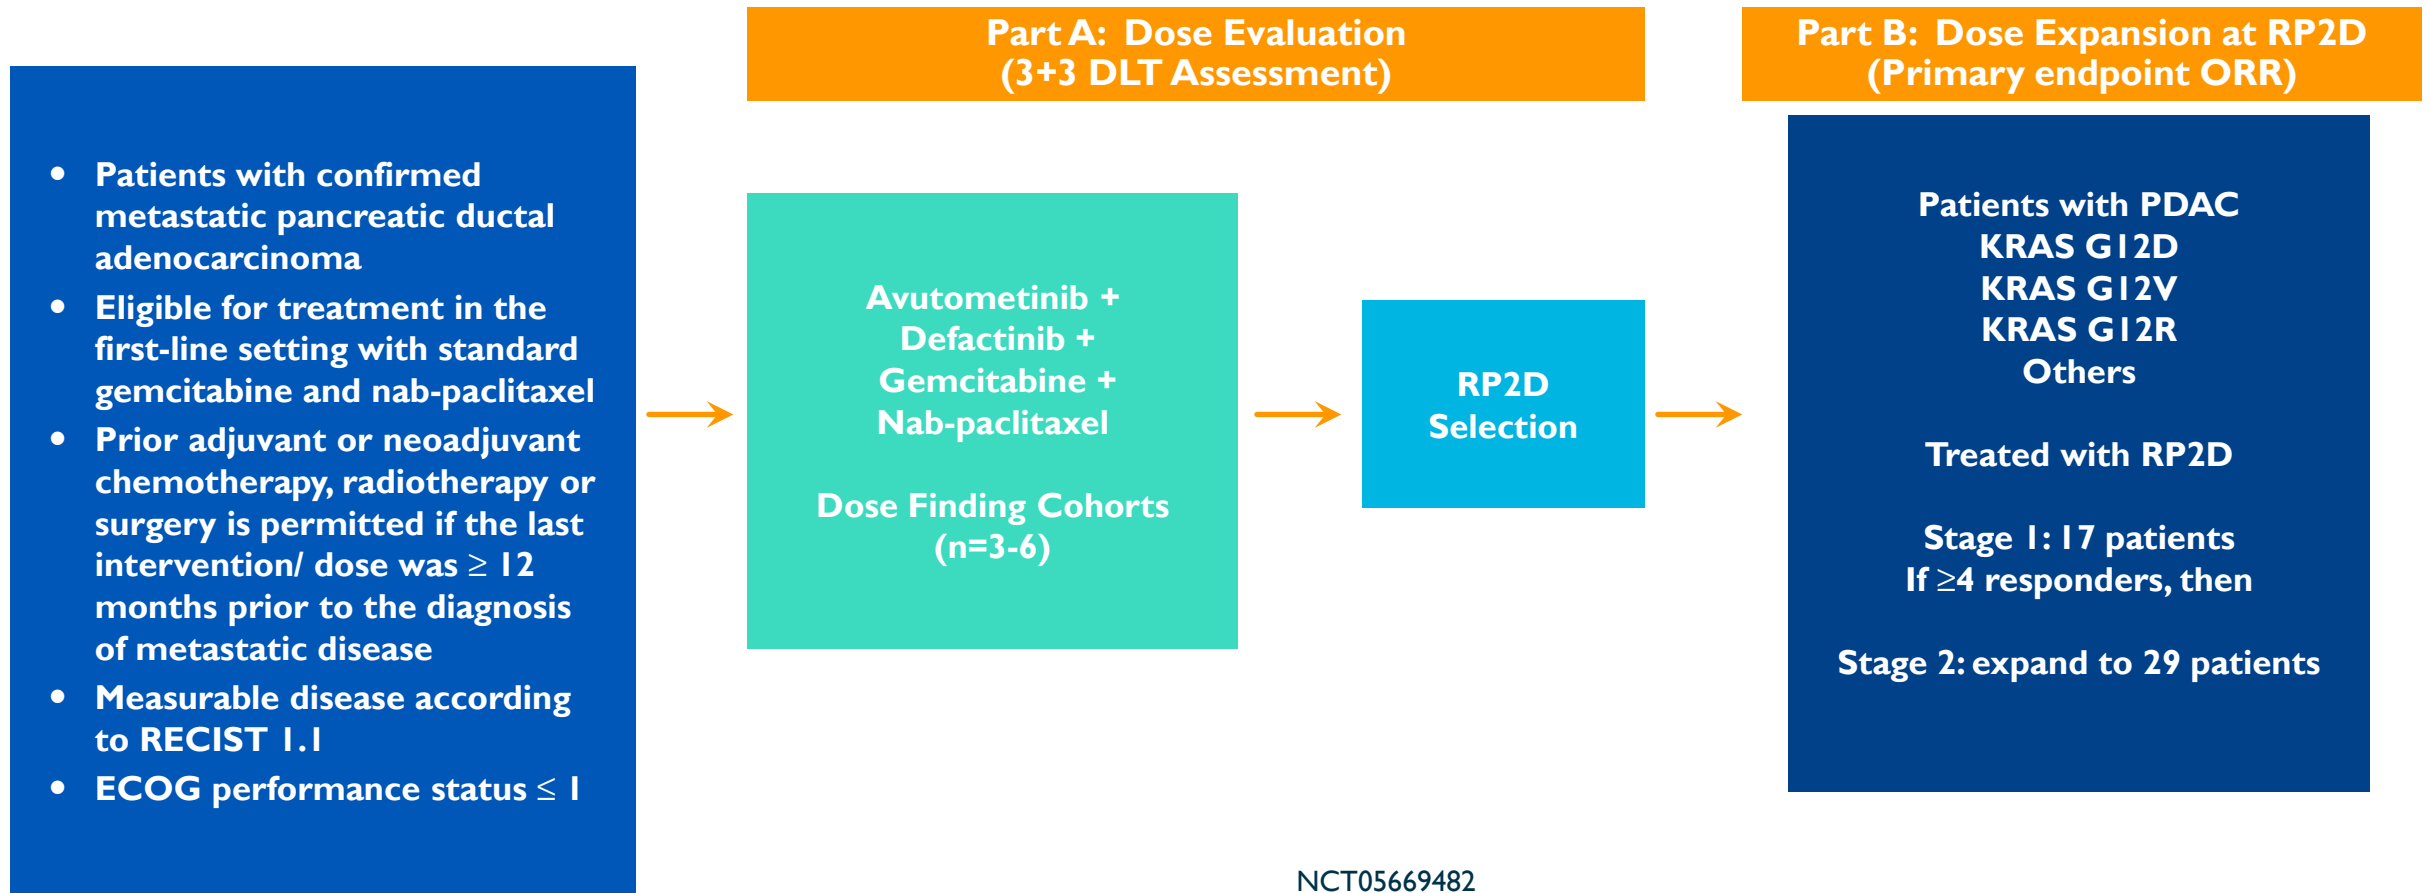 • Patients with confirmed
metastatic pancreatic ductal
adenocarcinoma
• Eligible for treatment in the
first-line setting with standard
gemcitabine and nab-paclitaxel
• Prior adjuvant or neoadjuvant
chemotherapy, radiotherapy or
surgery is permitted if the last
intervention/ dose was ≥ 12
months prior to the diagnosis
of metastatic disease
• Measurable disease according
to RECIST 1.1
• ECOG performance status ≤ 1
Part A: Dose Evaluation
(3+3 DLT Assessment)
Avutometinib +
Defactinib +
Gemcitabine +
Nab-paclitaxel
Dose Finding Cohorts
(n=3-6)
RP2D
Selection
Part B: Dose Expansion at RP2D
(Primary endpoint ORR)
Patients with PDAC
KRAS G12D
KRAS G12V
KRAS G12R
Others
Treated with RP2D
Stage 1: 17 patients
If ≥4 responders, then
Stage 2: expand to 29 patients
NCT05669482